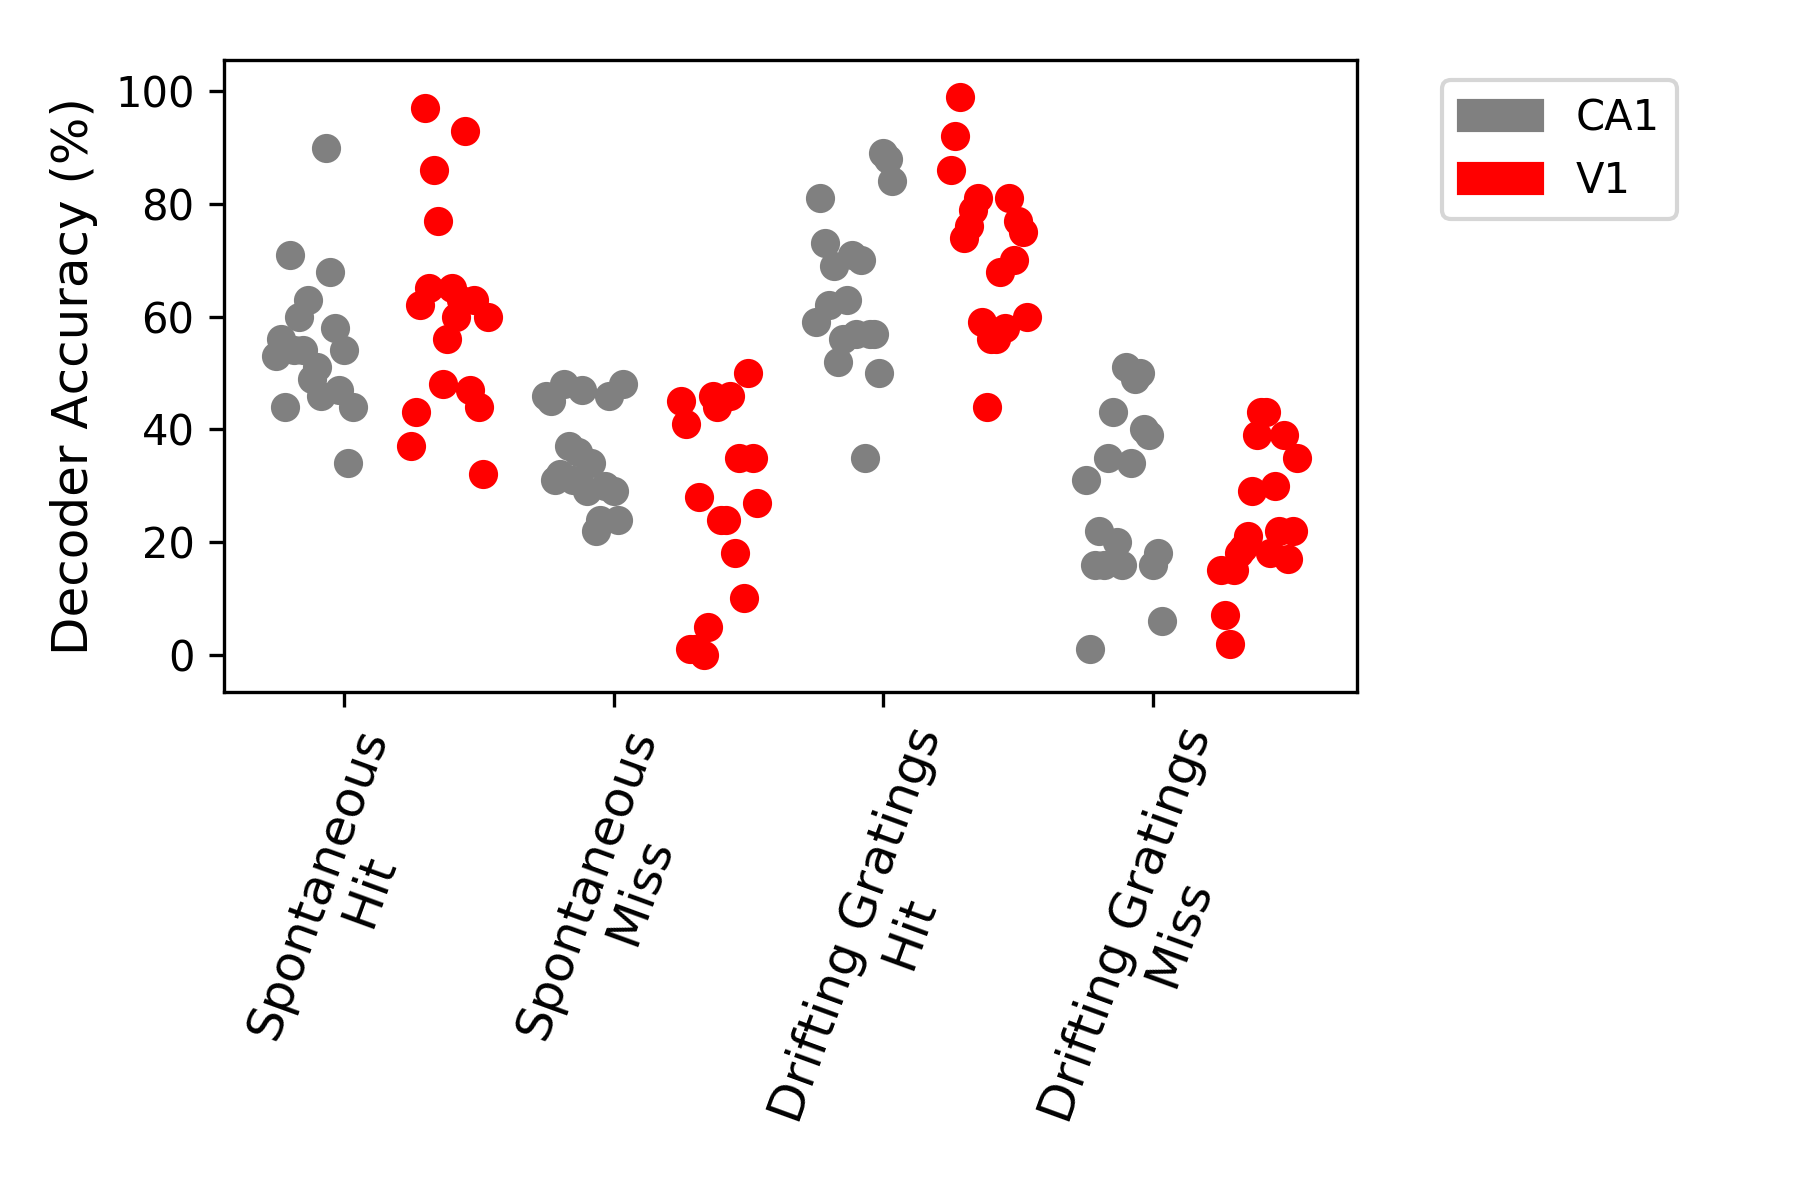 Decoder Accuracy (%)
100
80
60
40
20
0
Spontaneous
Hit
Spontaneous
Miss
Drifting Gratings
Hit
Drifting Gratings
Miss
CA1
V1